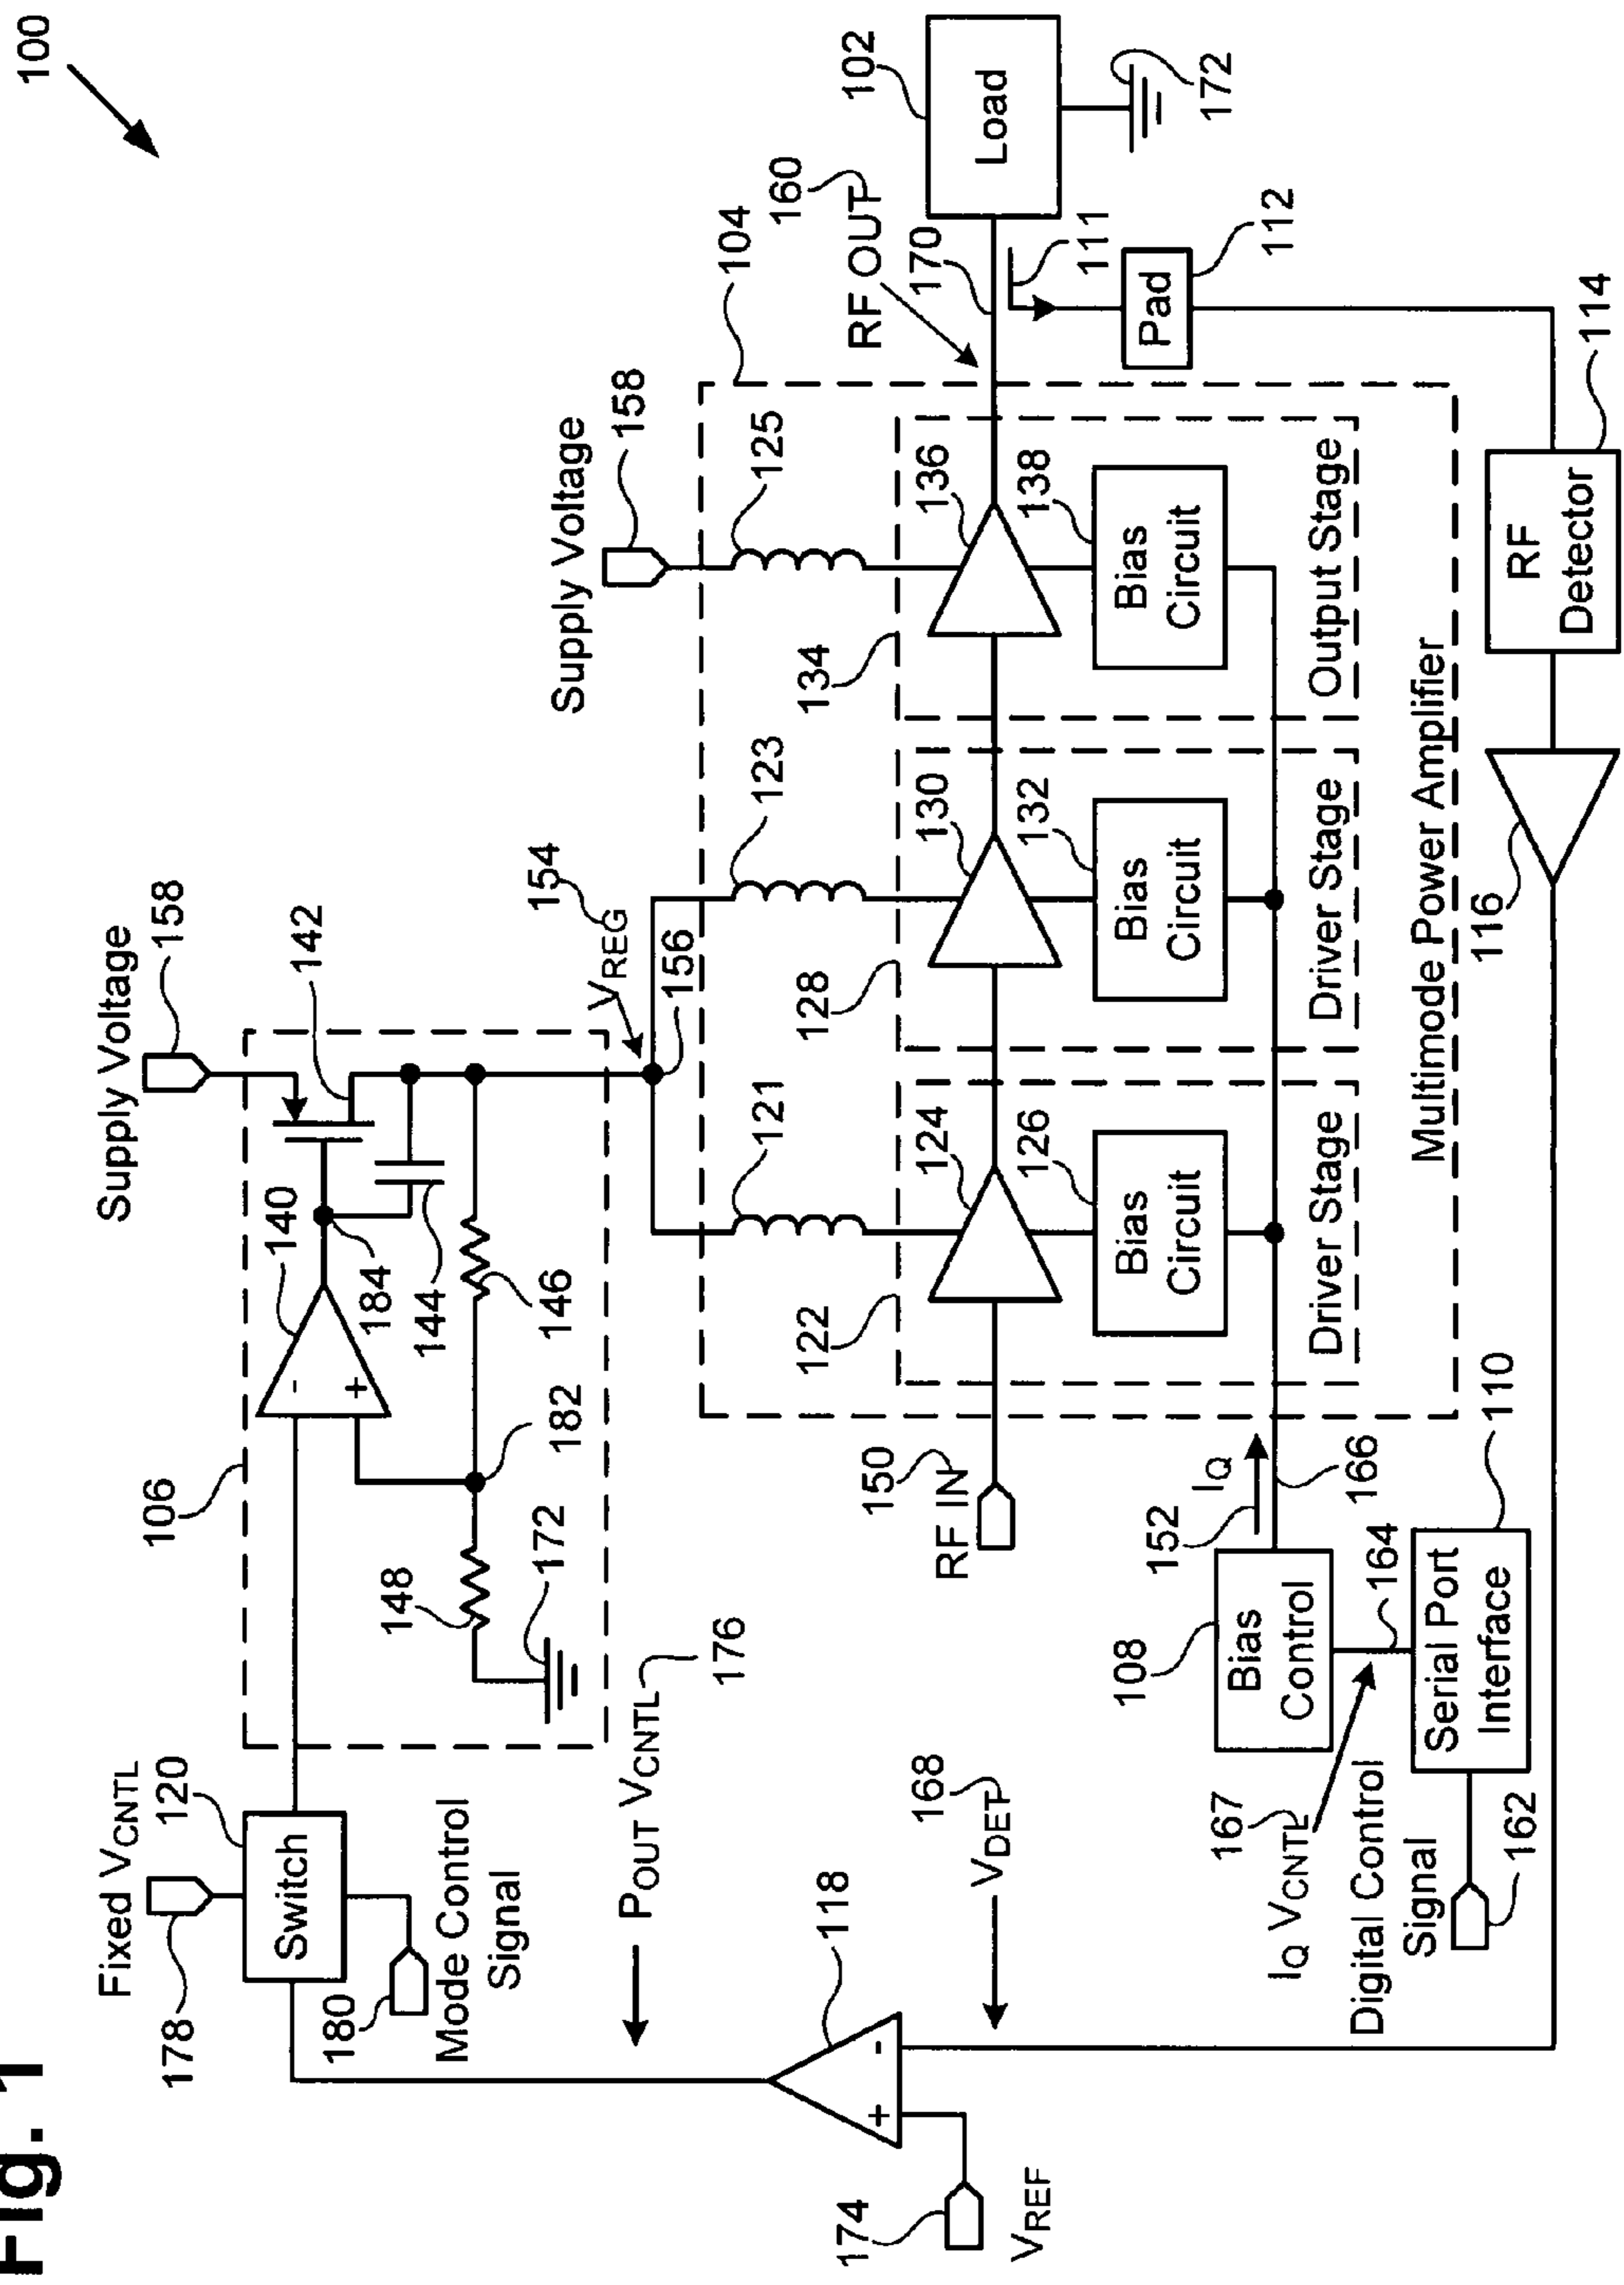 Fig. 1
100
Fixed VCNTL
178
120
Switch
180
Mode Control
Signal
106
Supply Voltage
158
140
142
184
144
146
148
182
172
VREG
154
156
Supply Voltage
158
104
121
123
125
122
124
126
Bias
Circuit
Driver Stage
128
130
132
Bias
Circuit
Driver Stage
134
136
138
Bias
Circuit
Output Stage
Multimode Power Amplifier
RF OUT
160
170
102
Load
172
111
Pad
112
114
RF
Detector
116
POUT VCNTL
176
150
RF IN
152
IQ
166
108
Bias
Control
164
167
IQ VCNTL
110
Serial Port
Interface
Digital Control
Signal
162
168
VDET
118
+
-
-
+
174
VREF